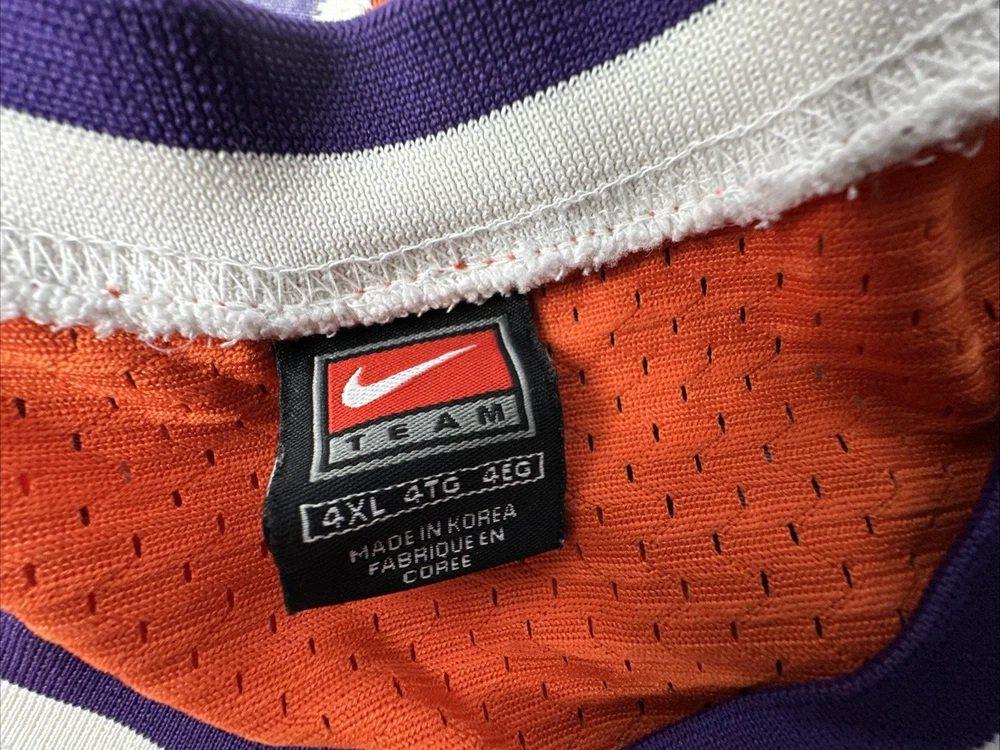 TEAM
4XL 4TG 4EG
MADE IN KOREA
FABRIQUE EN
COREE